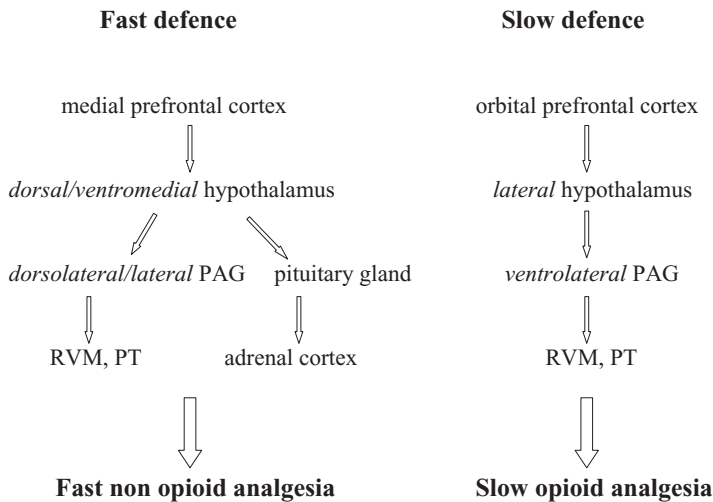 Fast defence
Slow defence
medial prefrontal cortex
orbital prefrontal cortex
dorsal/ventromedial hypothalamus
lateral hypothalamus
dorsolateral/lateral PAG
pituitary gland
ventrolateral PAG
RVM, PT
adrenal cortex
RVM, PT
Fast non opioid analgesia
Slow opioid analgesia